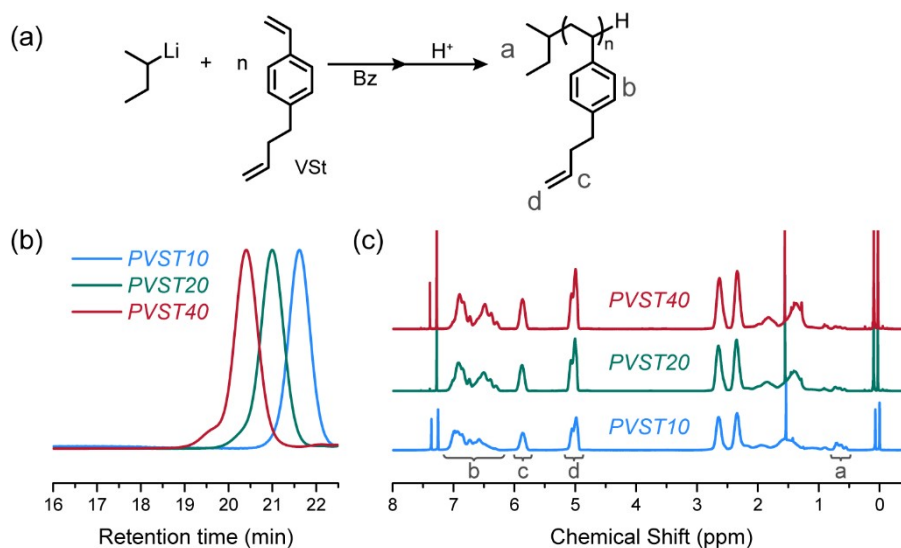 (a)
Li
+ n
VSt
Bz
H⁺
a
n
H
b
c
d
(b)
PVST10
PVST20
PVST40
16 17 18 19 20 21 22
Retention time (min)
(c)
PVST40
PVST20
PVST10
b
c
d
a
8 7 6 5 4 3 2 1 0
Chemical Shift (ppm)